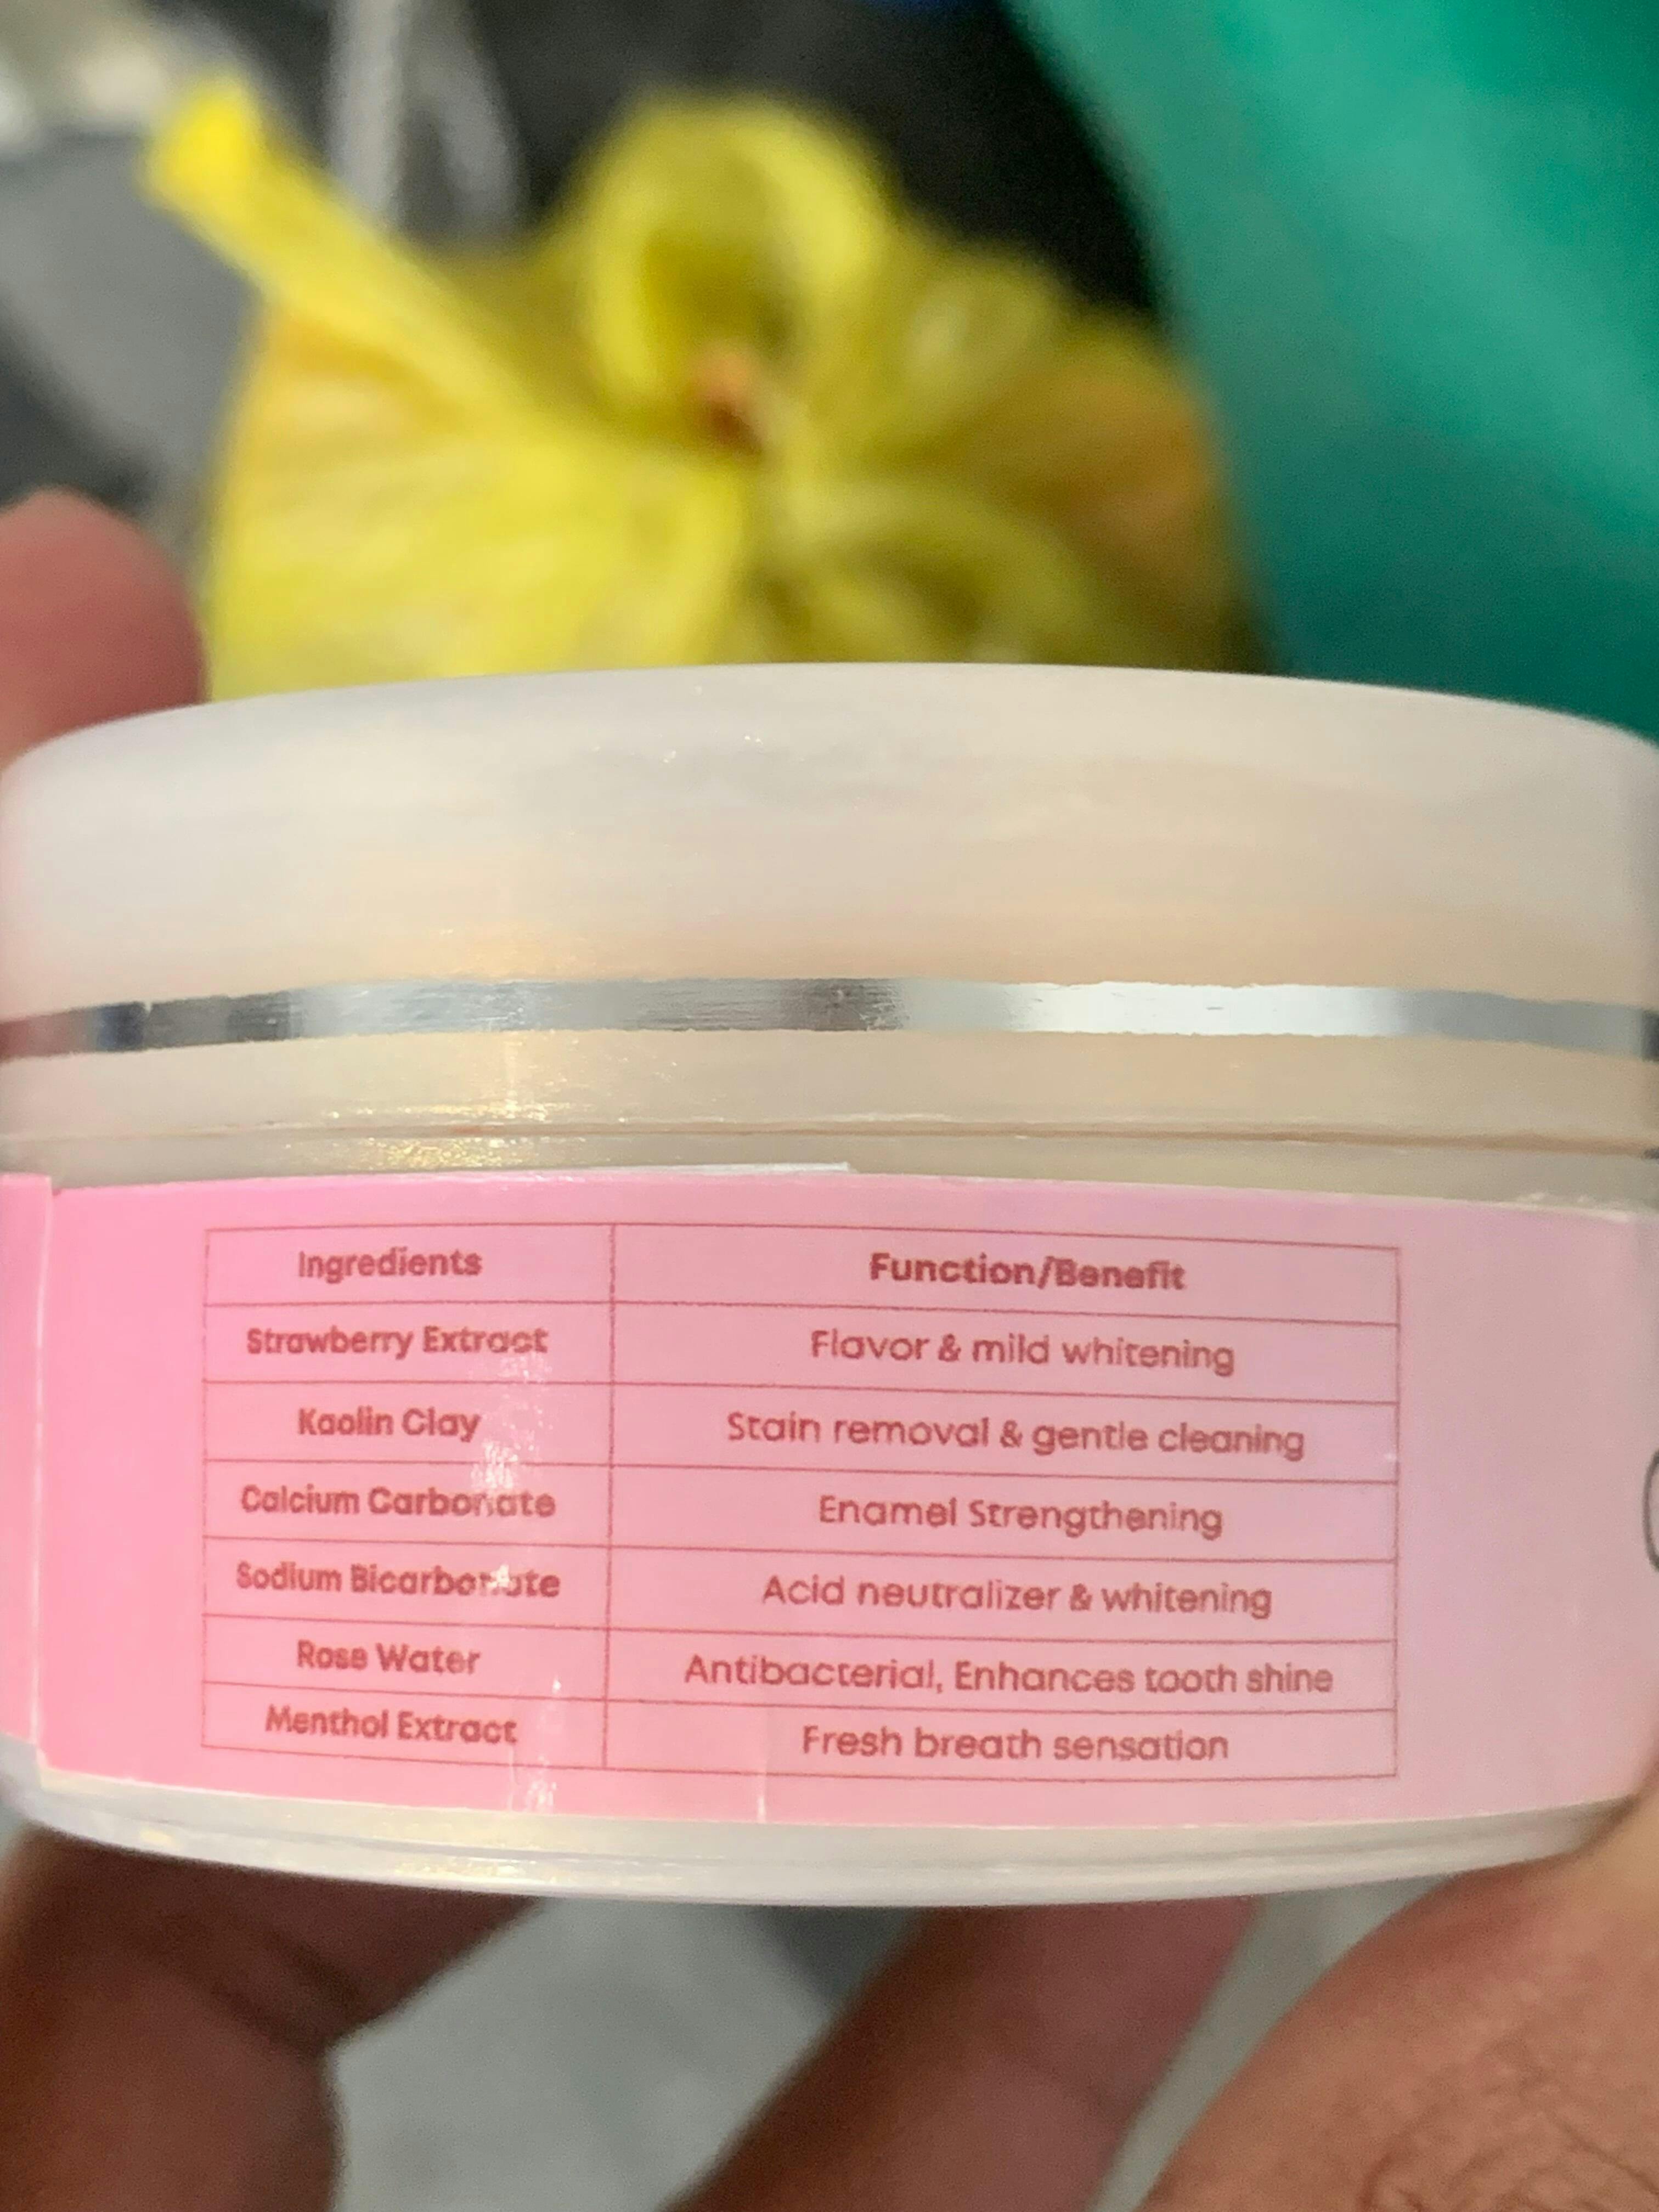 Ingredients Function/Benefit
Strawberry Extract Flavor & mild whitening
Kaolin Clay Stain removal & gentle cleaning
Calcium Carbonate Enamel Strengthening
Sodium Bicarbonate Acid neutralizer & whitening
Rose Water Antibacterial, Enhances tooth shine
Menthol Extract Fresh breath sensation